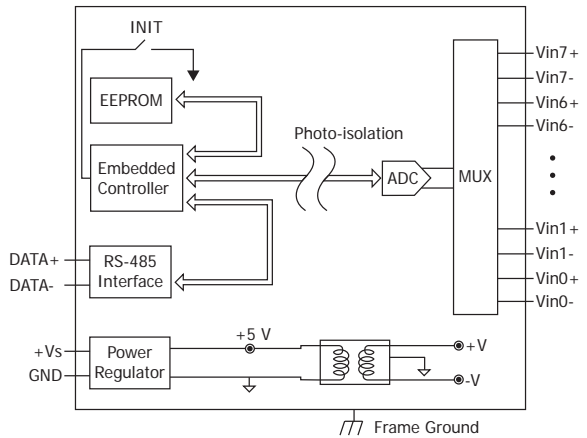 INIT
EEPROM
Photo-isolation
Embedded
Controller
ADC
MUX
Vin7+
Vin7-
Vin6+
Vin6-
Vin1+
Vin1-
Vin0+
Vin0-
DATA+
DATA-
RS-485
Interface
+Vs
GND
Power
Regulator
+5 V
+V
-V
Frame Ground